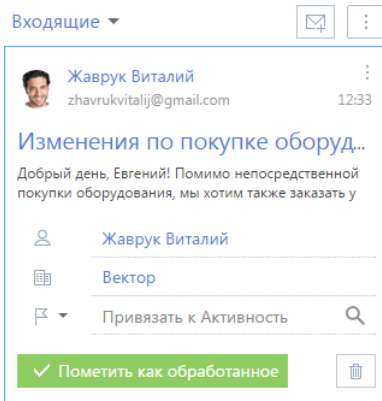 Входящие
Жаврук Виталий
zhavrukvitalij@gmail.com
12:33
Изменения по покупке оборуд...
Добрый день, Евгений! Помимо непосредственной
покупки оборудования, мы хотим также заказать у
Жаврук Виталий
Вектор
Привязать к Активность
Пометить как обработанное